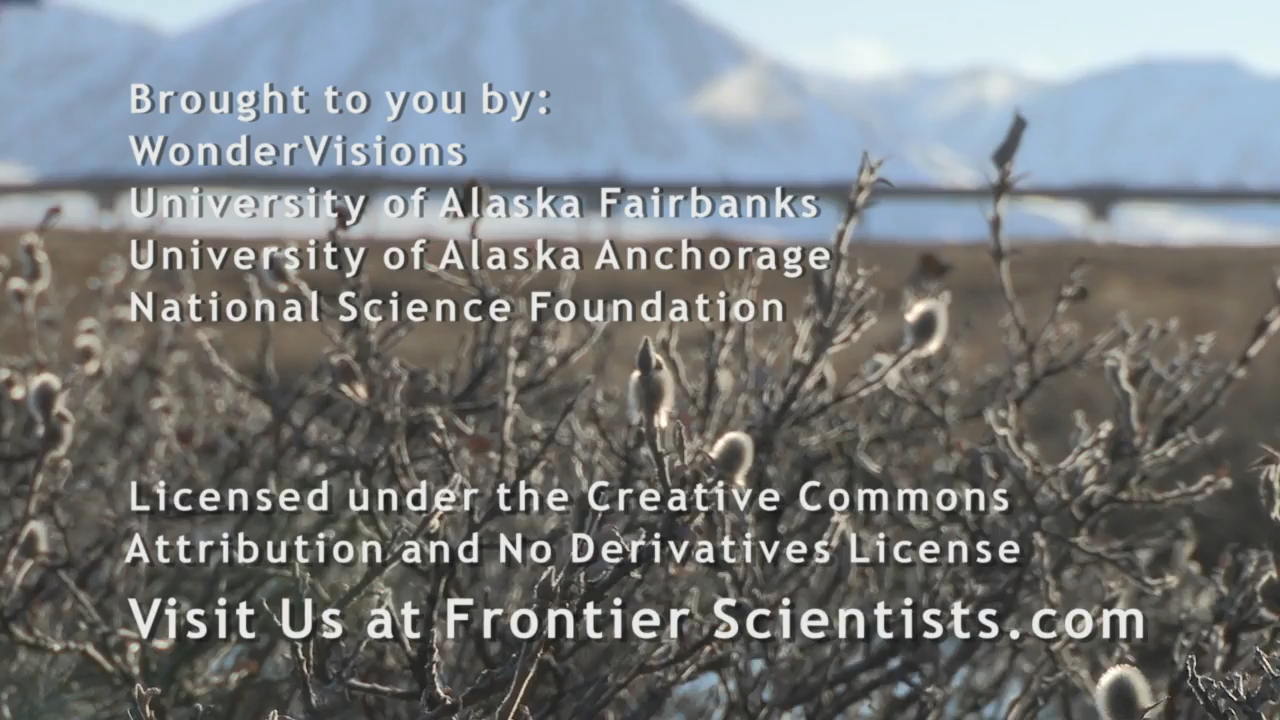 Brought to you by:
WonderVisions
University of Alaska Fairbanks
University of Alaska Anchorage
National Science Foundation
Licensed under the Creative Commons
Attribution and No Derivatives License
Visit Us at Frontier Scientists.com